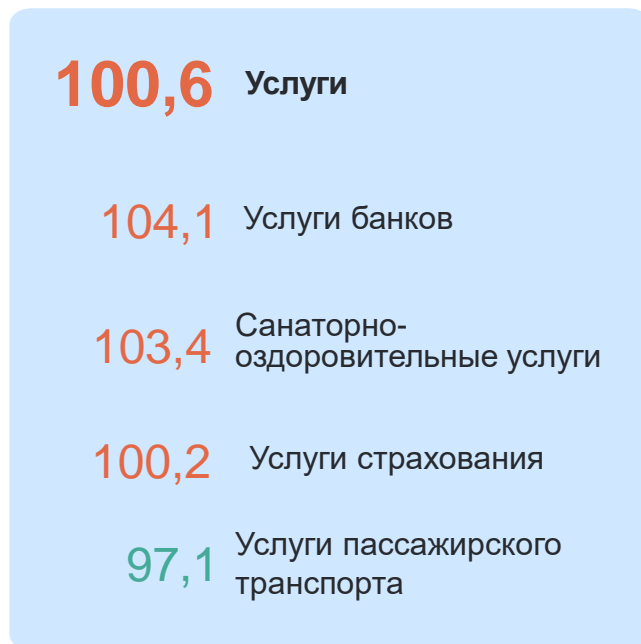 100,6 Услуги
104,1 Услуги банков
103,4 Санаторно-
оздоровительные услуги
100,2 Услуги страхования
97,1 Услуги пассажирского
транспорта